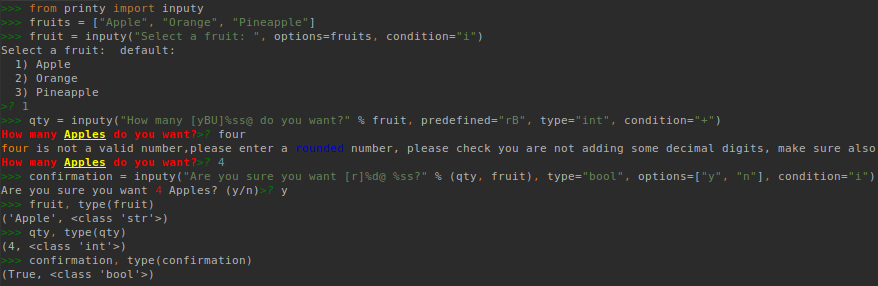 >>> from printy import inputy
>>> fruits = ["Apple", "Orange", "Pineapple"]
>>> fruit = inputy("Select a fruit: ", options=fruits, condition="i")
Select a fruit:  default:
  1) Apple
  2) Orange
  3) Pineapple
>? 1
>>> qty = inputy("How many [yBU]%ss@ do you want?" % fruit, predefined="rB", type="int", condition="+")
How many Apples do you want?>? four
four is not a valid number,please enter a rounded number, please check you are not adding some decimal digits, make sure also
How many Apples do you want?>? 4
>>> confirmation = inputy("Are you sure you want [r]%d@ %ss?" % (qty, fruit), type="bool", options=["y", "n"], condition="i")
Are you sure you want 4 Apples? (y/n)>? y
>>> fruit, type(fruit)
('Apple', <class 'str'>)
>>> qty, type(qty)
(4, <class 'int'>)
>>> confirmation, type(confirmation)
(True, <class 'bool'>)